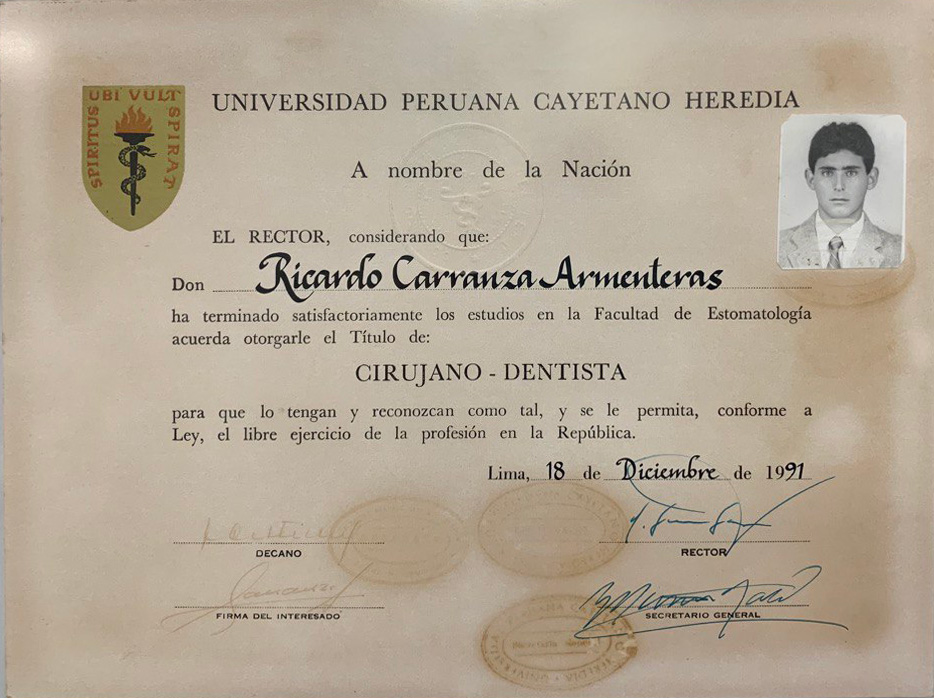 SPIRITUS UBI VULT SPIRAT
UNIVERSIDAD PERUANA CAYETANO HEREDIA
A nombre de la Nación
EL RECTOR, considerando que:
Don Ricardo Carranza Armenteras
ha terminado satisfactoriamente los estudios en la Facultad de Estomatología
acuerda otorgarle el Título de:
CIRUJANO - DENTISTA
para que lo tengan y reconozcan como tal, y se le permita, conforme a
Ley, el libre ejercicio de la profesión en la República.
Lima, 18 de Diciembre de 1991
DECANO
RECTOR
FIRMA DEL INTERESADO
SECRETARIO GENERAL